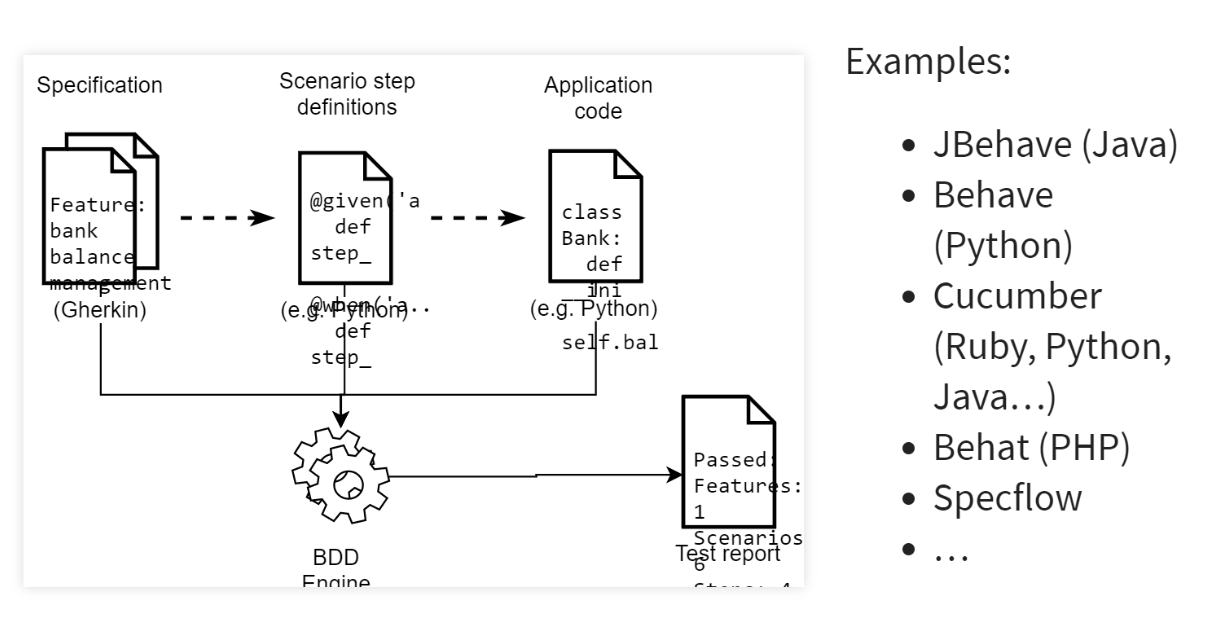 Specification
Scenario step
definitions
Application
code
Feature:
bank
balance
management
(Gherkin)
@given('a
def
step_
@when('a..
(e.g. Python)
def
step_
class
Bank:
def
__ini
(e.g. Python)
self.bal
BDD
Engine
Passed:
Features:
1
Scenarios
Test report
6
Steps: 4
Examples:
• JBehave (Java)
• Behave
(Python)
• Cucumber
(Ruby, Python,
Java…)
• Behat (PHP)
• Specflow
• …